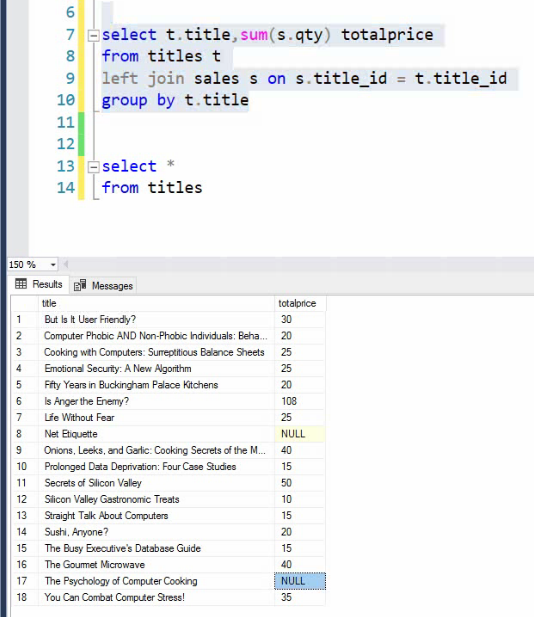 6
7 select t.title,sum(s.qty) totalprice
8 from titles t
9 left join sales s on s.title_id = t.title_id
10 group by t.title
11
12
13 select *
14 from titles
150 %
Results Messages
title totalprice
1 But Is It User Friendly? 30
2 Computer Phobic AND Non-Phobic Individuals: Beha... 20
3 Cooking with Computers: Surreptitious Balance Sheets 25
4 Emotional Security: A New Algorithm 25
5 Fifty Years in Buckingham Palace Kitchens 20
6 Is Anger the Enemy? 108
7 Life Without Fear 25
8 Net Etiquette NULL
9 Onions, Leeks, and Garlic: Cooking Secrets of the M... 40
10 Prolonged Data Deprivation: Four Case Studies 15
11 Secrets of Silicon Valley 50
12 Silicon Valley Gastronomic Treats 10
13 Straight Talk About Computers 15
14 Sushi, Anyone? 20
15 The Busy Executive's Database Guide 15
16 The Gourmet Microwave 40
17 The Psychology of Computer Cooking NULL
18 You Can Combat Computer Stress! 35